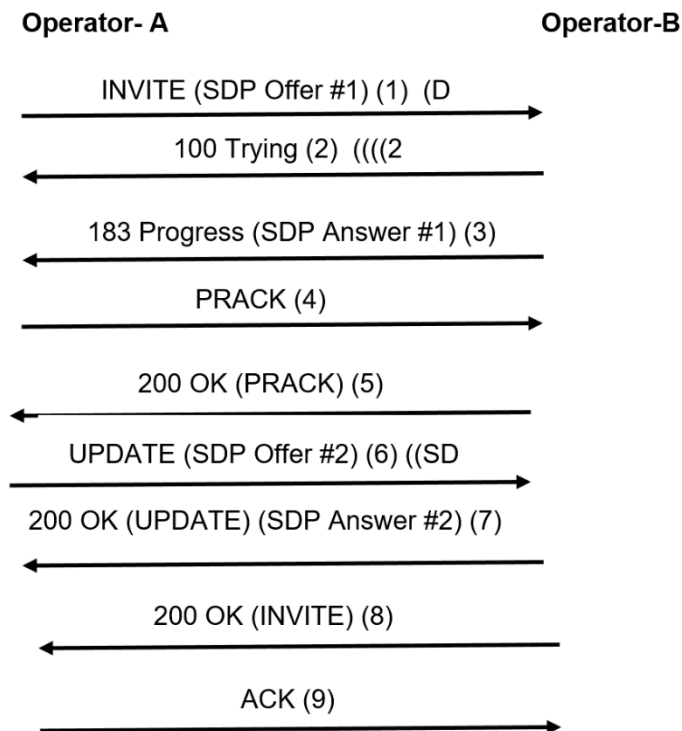 Operator- A Operator-B
INVITE (SDP Offer #1) (1) (D
100 Trying (2) ((((2
183 Progress (SDP Answer #1) (3)
PRACK (4)
200 OK (PRACK) (5)
UPDATE (SDP Offer #2) (6) ((SD
200 OK (UPDATE) (SDP Answer #2) (7)
200 OK (INVITE) (8)
ACK (9)